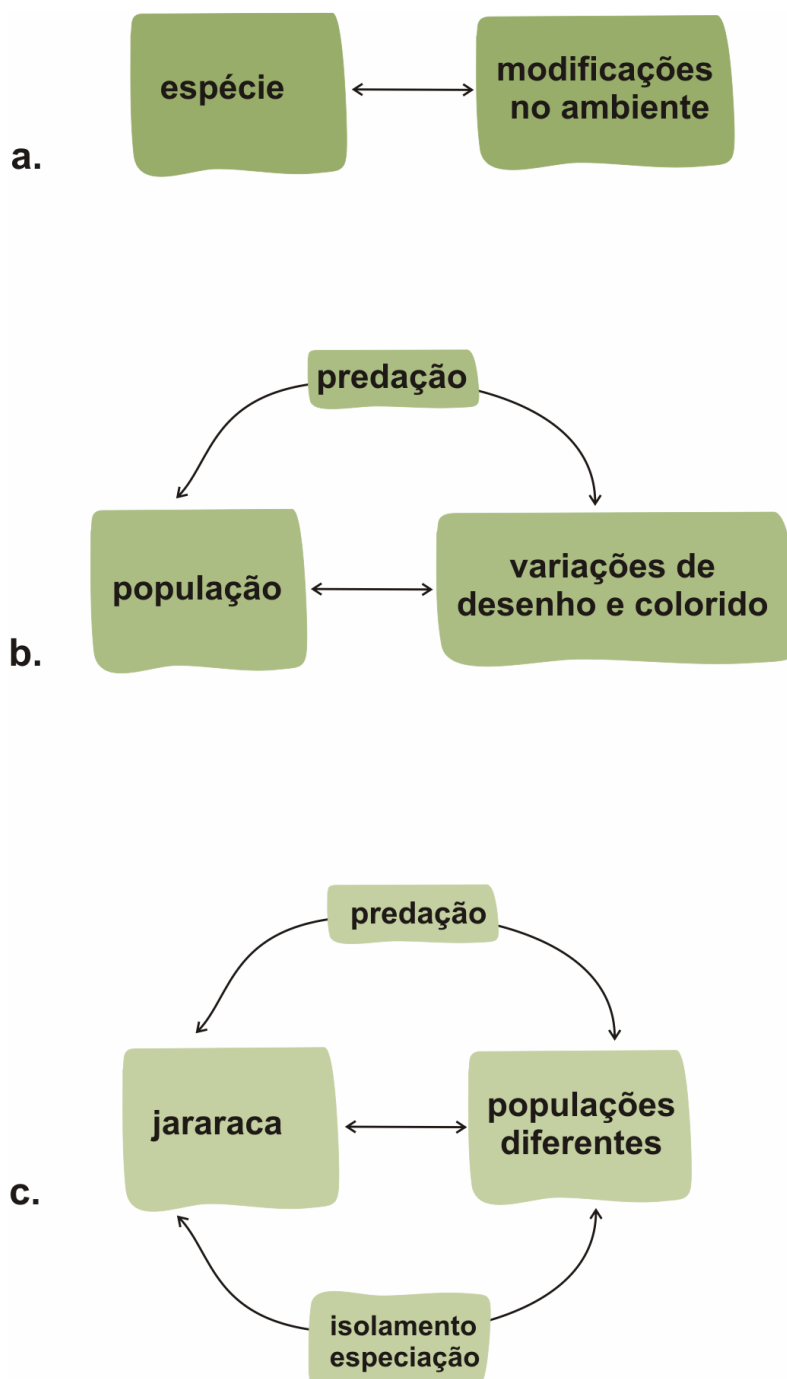 espécie
modificações
no ambiente
a.
predação
população
variações de
desenho e colorido
b.
predação
jararaca
populações
diferentes
c.
isolamento
especiação